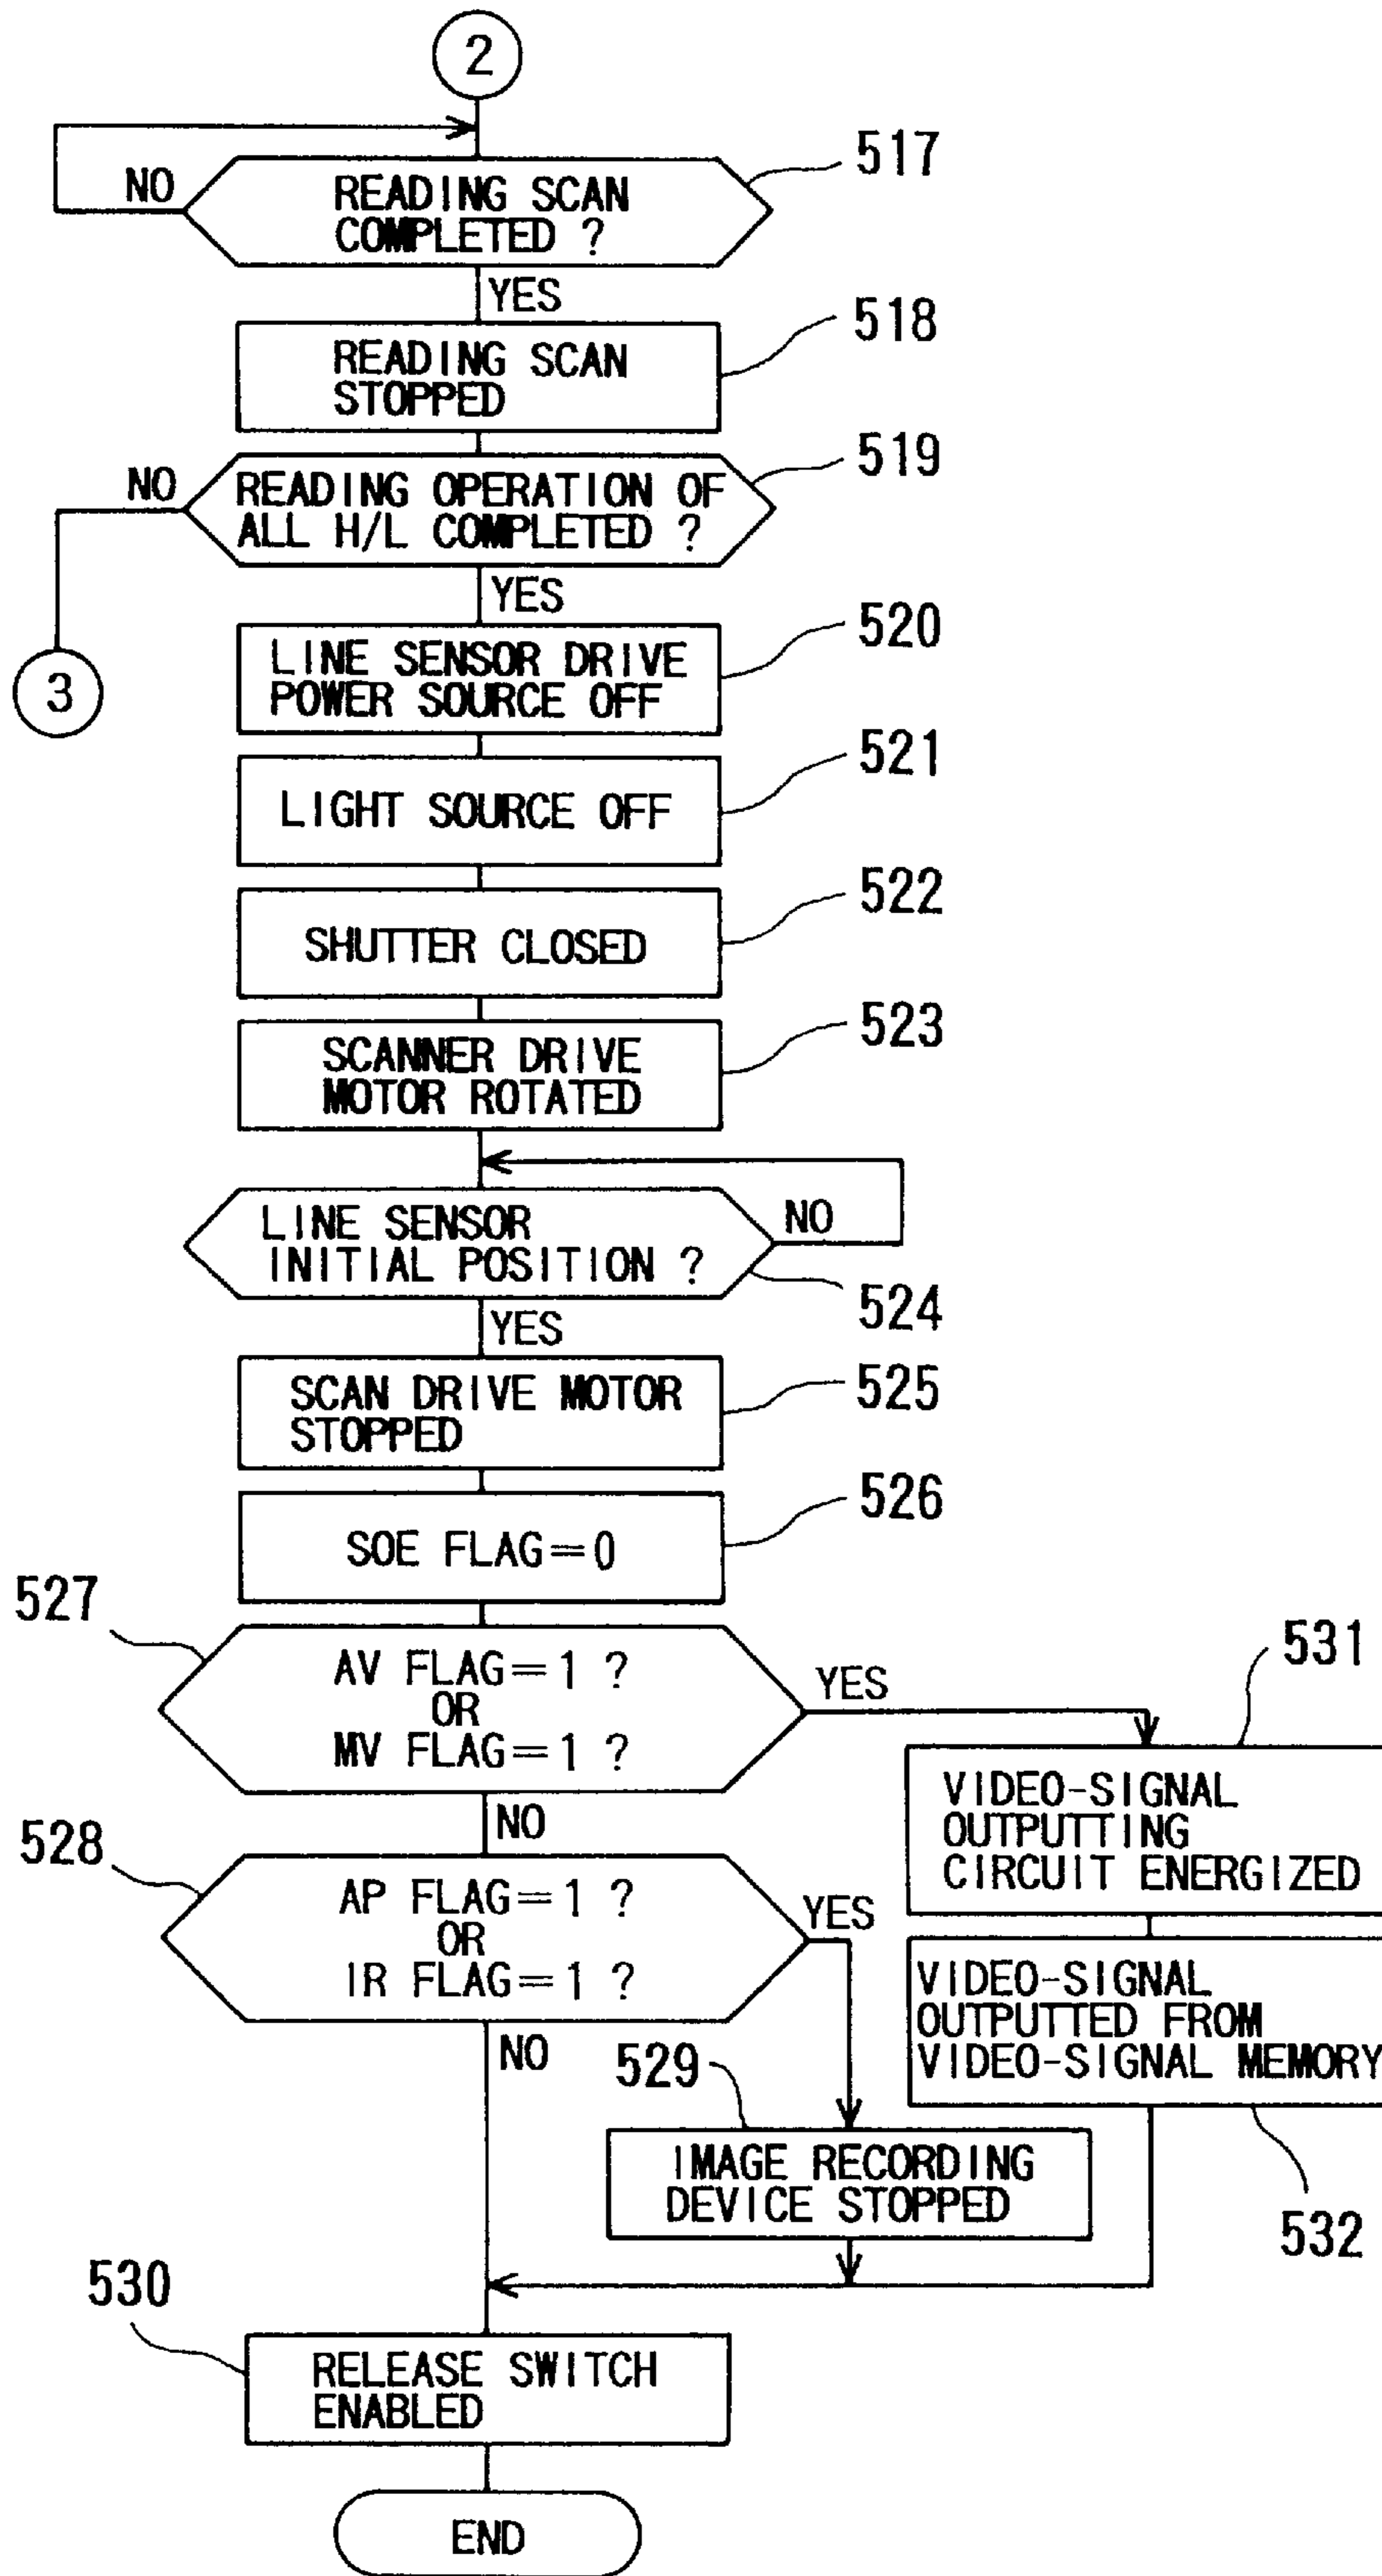 2
517
NO
READING SCAN
COMPLETED ?
YES
518
READING SCAN
STOPPED
519
NO
READING OPERATION OF
ALL H/L COMPLETED ?
YES
3
520
LINE SENSOR DRIVE
POWER SOURCE OFF
521
LIGHT SOURCE OFF
522
SHUTTER CLOSED
523
SCANNER DRIVE
MOTOR ROTATED
LINE SENSOR
INITIAL POSITION ?
NO
524
YES
525
SCAN DRIVE MOTOR
STOPPED
526
SOE FLAG=0
527
AV FLAG=1 ?
OR
MV FLAG=1 ?
YES
531
NO
VIDEO-SIGNAL
OUTPUTTING
CIRCUIT ENERGIZED
528
AP FLAG=1 ?
OR
IR FLAG=1 ?
YES
NO
VIDEO-SIGNAL
OUTPUTTED FROM
VIDEO-SIGNAL MEMORY
529
IMAGE RECORDING
DEVICE STOPPED
532
530
RELEASE SWITCH
ENABLED
END